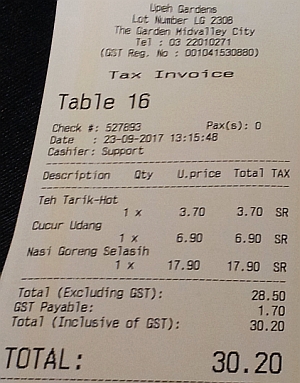 Upeh Gardens
Lot Number LG 230B
The Garden Midvalley City
Tel : 03 22010271
(GST Reg. No : 001041530880)
Tax Invoice
Table 16
Check #: 527893 Pax(s): 0
Date : 23-09-2017 13:15:48
Cashier: Support
Description Qty U.price Total TAX
Teh Tarik-Hot
1 x 3.70 3.70 SR
Cucur Udang
1 x 6.90 6.90 SR
Nasi Goreng Selasih
1 x 17.90 17.90 SR
Total (Excluding GST): 28.50
GST Payable: 1.70
Total (Inclusive of GST): 30.20
TOTAL: 30.20